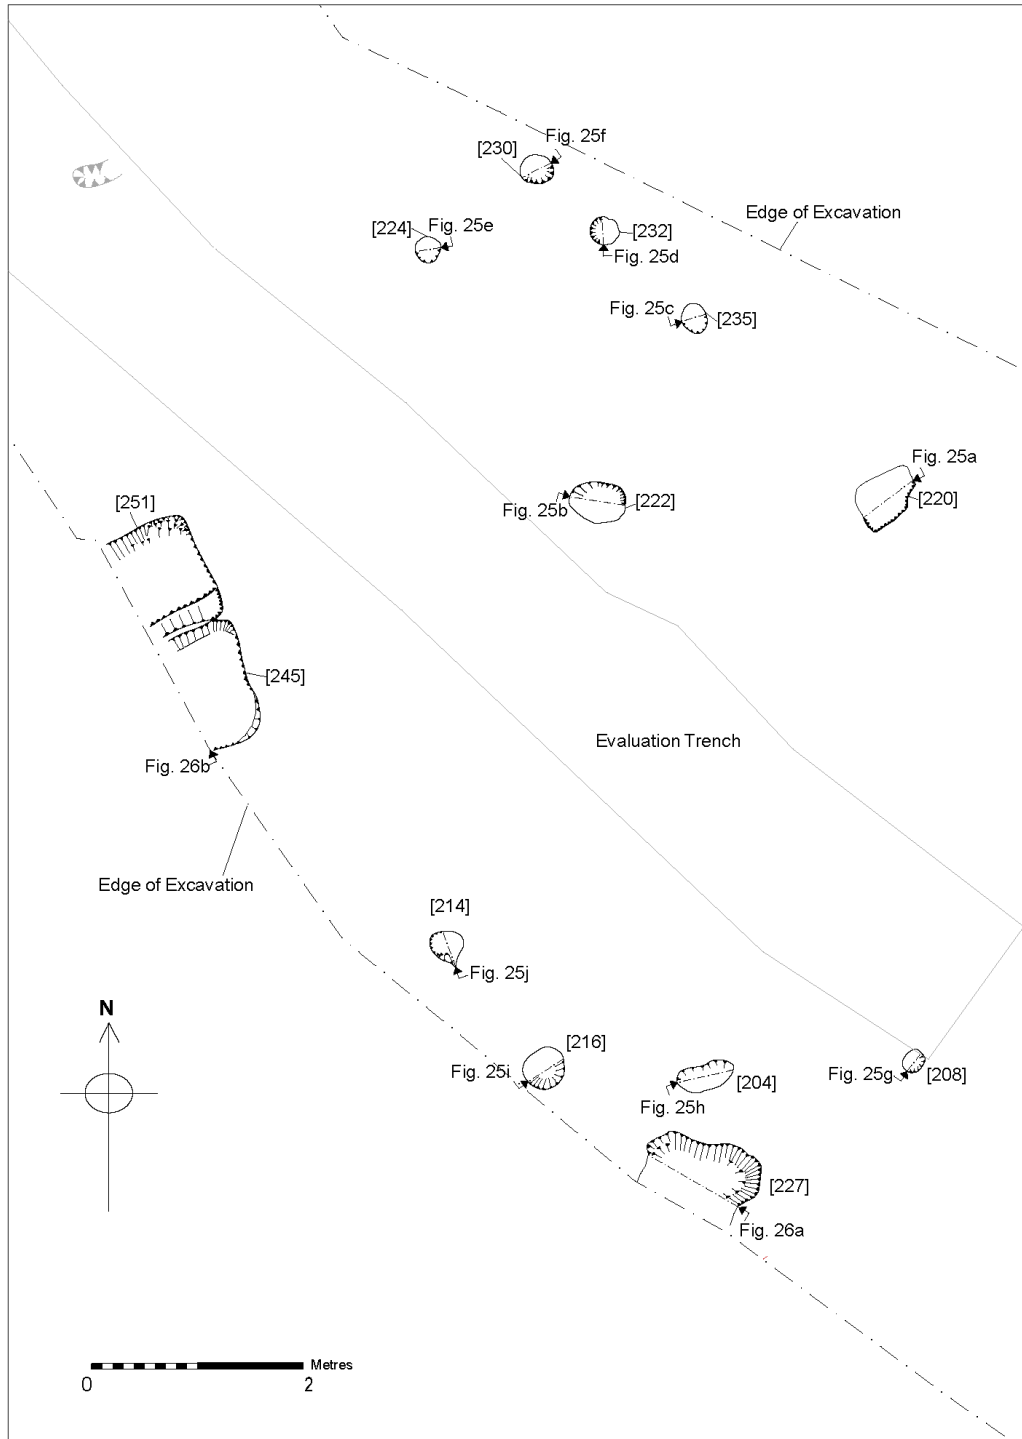 Fig. 25f
[230]
Edge of Excavation
[224]
Fig. 25e
[232]
Fig. 25d
Fig. 25c
[235]
Fig. 25a
[220]
[251]
Fig. 25b
[222]
[245]
Evaluation Trench
Fig. 26b
Edge of Excavation
[214]
Fig. 25j
N
[216]
Fig. 25i
[204]
Fig. 25g
[208]
Fig. 25h
[227]
Fig. 26a
Metres
0 2